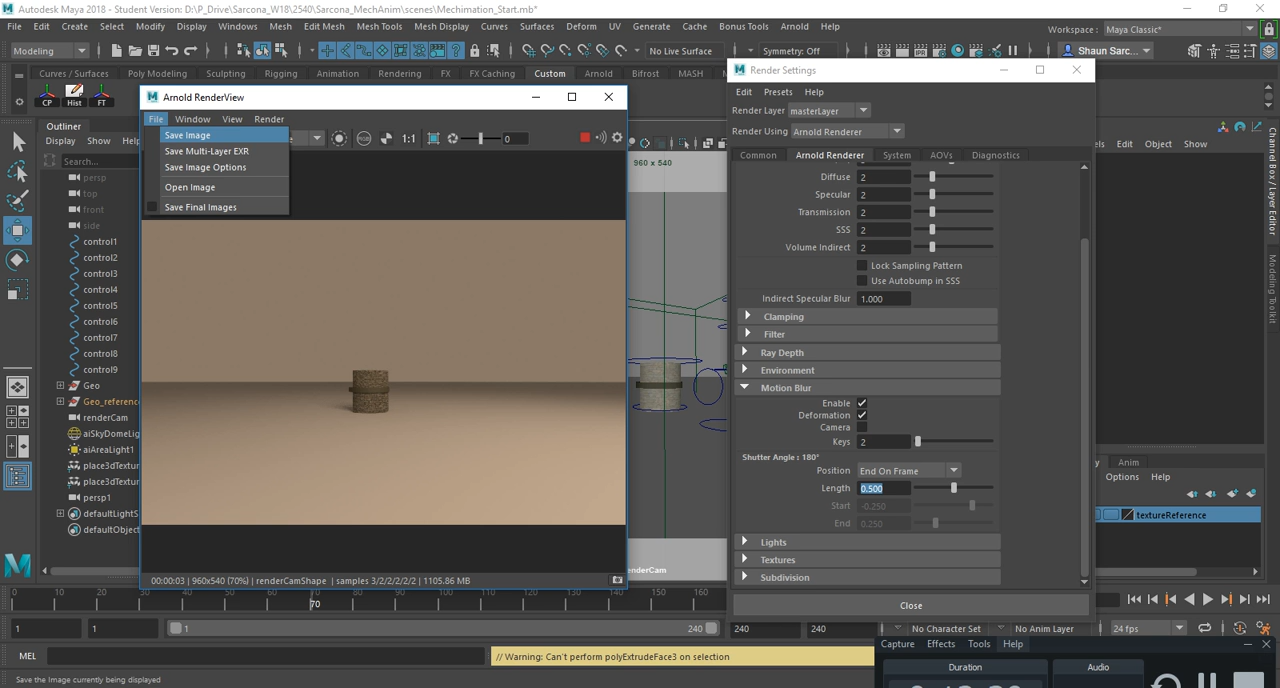 Autodesk Maya 2018 - Student Version: D:\P_Drive\Sarcona_W18\2540\Sarcona_MechAnim\scenes\Mechimation_Start.mb*
File Edit Create Select Modify Display Windows Mesh Edit Mesh Mesh Tools Mesh Display Curves Surfaces Deform UV Generate Cache Bonus Tools Arnold Help
Workspace : Maya Classic*
Modeling
No Live Surface
Symmetry: Off
Shaun Sarc...
Curves / Surfaces Poly Modeling Sculpting Rigging Animation Rendering FX FX Caching Custom Arnold Bifrost MASH
CP Hist FT
Outliner
Display Show Help
Search...
persp
top
front
side
control1
control2
control3
control4
control5
control6
control7
control8
control9
Geo
Geo_reference
renderCam
aiSkyDomeLig
aiAreaLight1
place3dTextur
place3dTextur
persp1
defaultLightS
defaultObject
Arnold RenderView
File Window View Render
Save Image
Save Multi-Layer EXR
Save Image Options
Open Image
Save Final Images
1:1
0
00:00:03 | 960x540 (70%) | renderCamShape | samples 3/2/2/2/2/2 | 1105.86 MB
960 x 540
enderCam
Render Settings
Edit Presets Help
Render Layer masterLayer
Render Using Arnold Renderer
Common Arnold Renderer System AOVs Diagnostics
Diffuse 2
Specular 2
Transmission 2
SSS 2
Volume Indirect 2
Lock Sampling Pattern
Use Autobump in SSS
Indirect Specular Blur 1.000
Clamping
Filter
Ray Depth
Environment
Motion Blur
Enable
Deformation
Camera
Keys 2
Shutter Angle : 180°
Position End On Frame
Length 0.500
Start -0.250
End 0.250
Lights
Textures
Subdivision
Close
els Edit Object Show
Channel Box / Layer Editor
Modeling Toolkit
y Anim
Options Help
textureReference
0 10 20 30 40 50 60 70 80 90 100 110 120 130 140 150 160
70
1 1 1 240 240 240
No Character Set
No Anim Layer
24 fps
MEL
// Warning: Can't perform polyExtrudeFace3 on selection
Save the Image currently being displayed
Capture Effects Tools Help
Duration
Audio